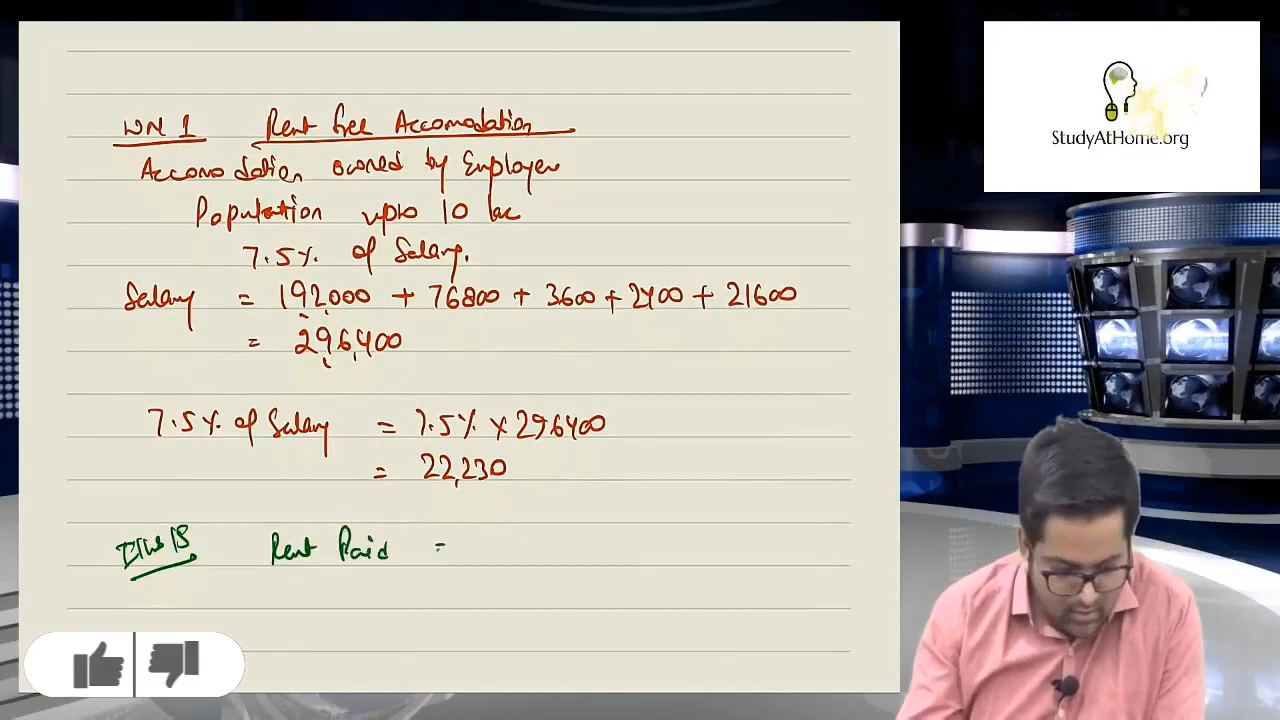 WN 1 Rent free Accomodation
Accomodation owned by Employer
Population upto 10 lac
7.5% of Salary.
Salary = 192,000 + 76800 + 3600 + 2400 + 21600
= 296,400
7.5% of Salary = 7.5% × 296400
= 22,230
Rent Paid =
StudyAtHome.org